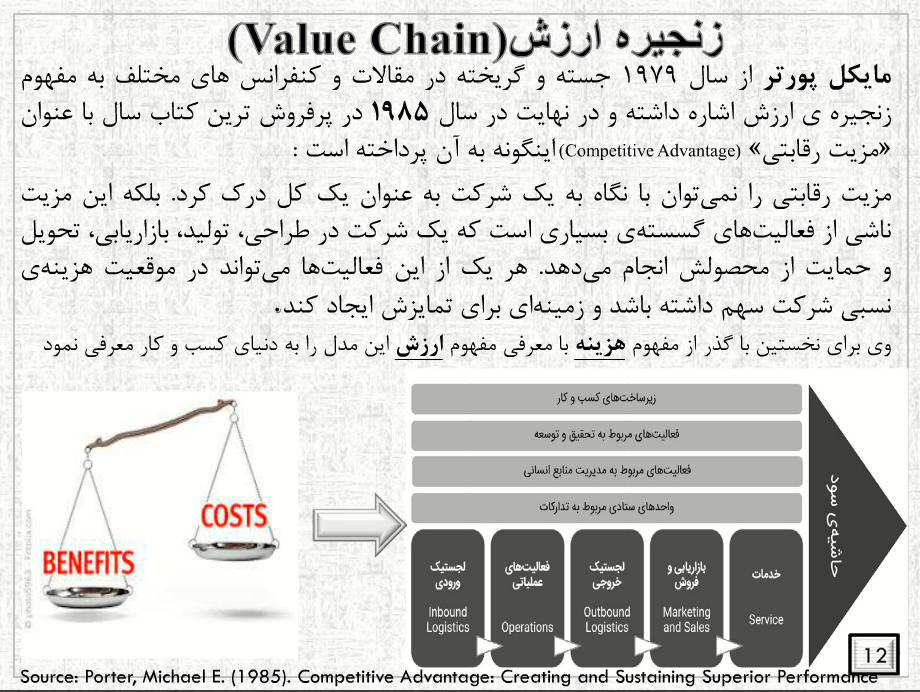 زنجیره ارزش(Value Chain)
مایکل پورتر از سال ۱۹۷۹ جسته و گریخته در مقالات و کنفرانس های مختلف به مفهوم
زنجیره ی ارزش اشاره داشته و در نهایت در سال ۱۹۸۵ در پرفروش ترین کتاب سال با عنوان
«مزیت رقابتی» (Competitive Advantage) اینگونه به آن پرداخته است :
مزیت رقابتی را نمی‌توان با نگاه به یک شرکت به عنوان یک کل درک کرد. بلکه این مزیت
ناشی از فعالیت‌های گسسته‌ی بسیاری است که یک شرکت در طراحی، تولید، بازاریابی، تحویل
و حمایت از محصولش انجام می‌دهد. هر یک از این فعالیت‌ها می‌تواند در موقعیت هزینه‌ی
نسبی شرکت سهم داشته باشد و زمینه‌ای برای تمایزش ایجاد کند.
وی برای نخستین با گذر از مفهوم هزینه با معرفی مفهوم ارزش این مدل را به دنیای کسب و کار معرفی نمود
زیرساخت‌های کسب و کار
فعالیت‌های مربوط به تحقیق و توسعه
فعالیت‌های مربوط به مدیریت منابع انسانی
واحدهای ستادی مربوط به تدارکات
حاشیه‌ی سود
لجستیک
ورودی
Inbound
Logistics
فعالیت‌های
عملیاتی
Operations
لجستیک
خروجی
Outbound
Logistics
بازاریابی و
فروش
Marketing
and Sales
خدمات
Service
COSTS
BENEFITS
12
Source: Porter, Michael E. (1985). Competitive Advantage: Creating and Sustaining Superior Performance